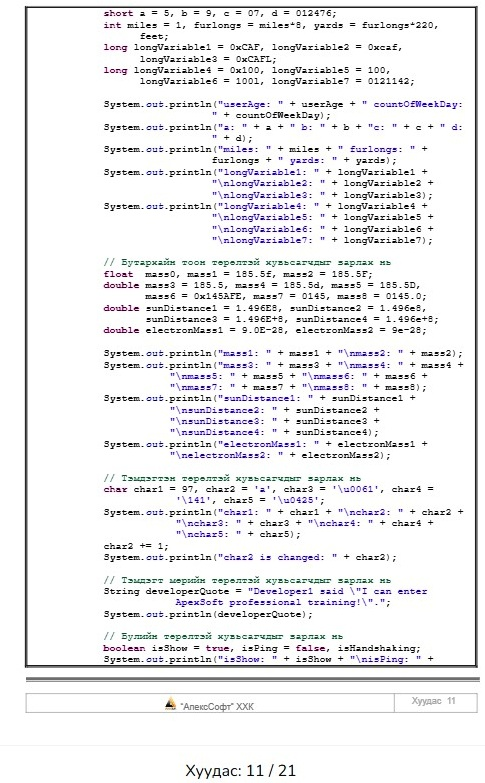 short a = 5, b = 9, c = 07, d = 012476;
int miles = 1, furlongs = miles*8, yards = furlongs*220,
feet;
long longVariable1 = 0xCAF, longVariable2 = 0xcaf,
longVariable3 = 0xCAFL;
long longVariable4 = 0x100, longVariable5 = 100,
longVariable6 = 100l, longVariable7 = 0121142;
System.out.println("userAge: " + userAge + " countOfWeekDay:
" + countOfWeekDay);
System.out.println("a: " + a + " b: " + b + "c: " + c + " d:
" + d);
System.out.println("miles: " + miles + " furlongs: " +
furlongs + " yards: " + yards);
System.out.println("longVariable1: " + longVariable1 +
"\nlongVariable2: " + longVariable2 +
"\nlongVariable3: " + longVariable3);
System.out.println("longVariable4: " + longVariable4 +
"\nlongVariable5: " + longVariable5 +
"\nlongVariable6: " + longVariable6 +
"\nlongVariable7: " + longVariable7);
// Бутархайн тоон төрөлтэй хувьсагчдыг зарлах нь
float mass0, mass1 = 185.5f, mass2 = 185.5F;
double mass3 = 185.5, mass4 = 185.5d, mass5 = 185.5D,
mass6 = 0x145AFE, mass7 = 0145, mass8 = 0145.0;
double sunDistance1 = 1.496E8, sunDistance2 = 1.496e8,
sunDistance3 = 1.496E+8, sunDistance4 = 1.496e+8;
double electronMass1 = 9.0E-28, electronMass2 = 9e-28;
System.out.println("mass1: " + mass1 + "\nmass2: " + mass2);
System.out.println("mass3: " + mass3 + "\nmass4: " + mass4 +
"\nmass5: " + mass5 + "\nmass6: " + mass6 +
"\nmass7: " + mass7 + "\nmass8: " + mass8);
System.out.println("sunDistance1: " + sunDistance1 +
"\nsunDistance2: " + sunDistance2 +
"\nsunDistance3: " + sunDistance3 +
"\nsunDistance4: " + sunDistance4);
System.out.println("electronMass1: " + electronMass1 +
"\nelectronMass2: " + electronMass2);
// Тэмдэгтэн төрөлтэй хувьсагчдыг зарлах нь
char char1 = 97, char2 = 'a', char3 = '\u0061', char4 =
'\141', char5 = '\u0425';
System.out.println("char1: " + char1 + "\nchar2: " + char2 +
"\nchar3: " + char3 + "\nchar4: " + char4 +
"\nchar5: " + char5);
char2 += 1;
System.out.println("char2 is changed: " + char2);
// Тэмдэгт мөрийн төрөлтэй хувьсагчдыг зарлах нь
String developerQuote = "Developer1 said \"I can enter
ApexSoft professional training!\".";
System.out.println(developerQuote);
// Булийн төрөлтэй хувьсагчдыг зарлах нь
boolean isShow = true, isPing = false, isHandshaking;
System.out.println("isShow: " + isShow + "\nisPing: " +
"АпексСофт" ХХК
Хуудас 11
Хуудас: 11 / 21